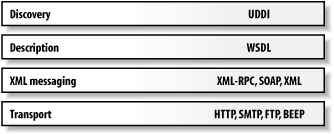 Discovery UDDI
Description WSDL
XML messaging XML-RPC, SOAP, XML
Transport HTTP, SMTP, FTP, BEEP